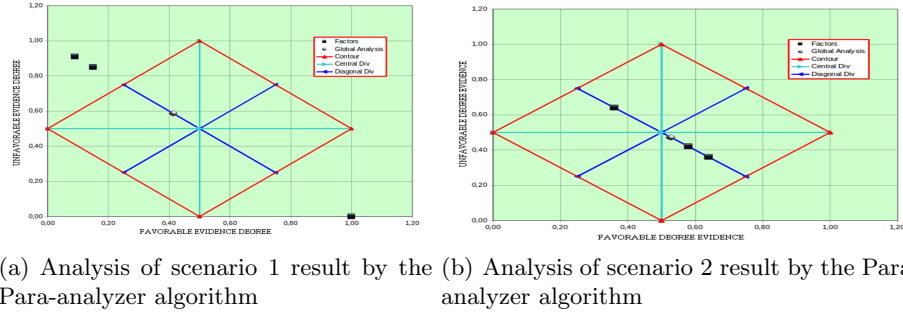 1,20
1,00
0,80
0,60
0,40
0,20
0,00
UNFAVORABLE EVIDENCE DEGREE
Factors
Global Analysis
Contour
Central Div
Diagonal Div
0,00 0,20 0,40 0,60 0,80 1,00 1,20
FAVORABLE EVIDENCE DEGREE
1,20
1,00
0,80
0,60
0,40
0,20
0,00
UNFAVORABLE DEGREE EVIDENCE
Factors
Global Analysis
Contour
Central Div
Diagonal Div
0,00 0,20 0,40 0,60 0,80 1,00 1,20
FAVORABLE DEGREE EVIDENCE
(a) Analysis of scenario 1 result by the
Para-analyzer algorithm
(b) Analysis of scenario 2 result by the Para
analyzer algorithm